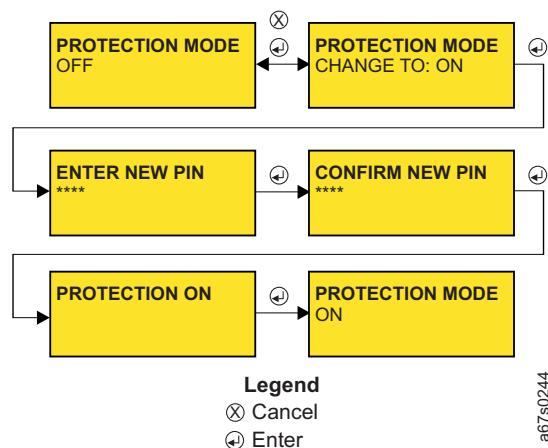 PROTECTION MODE
OFF
PROTECTION MODE
CHANGE TO: ON
ENTER NEW PIN
****
CONFIRM NEW PIN
****
PROTECTION ON
PROTECTION MODE
ON
Legend
Cancel
Enter
a67s0244